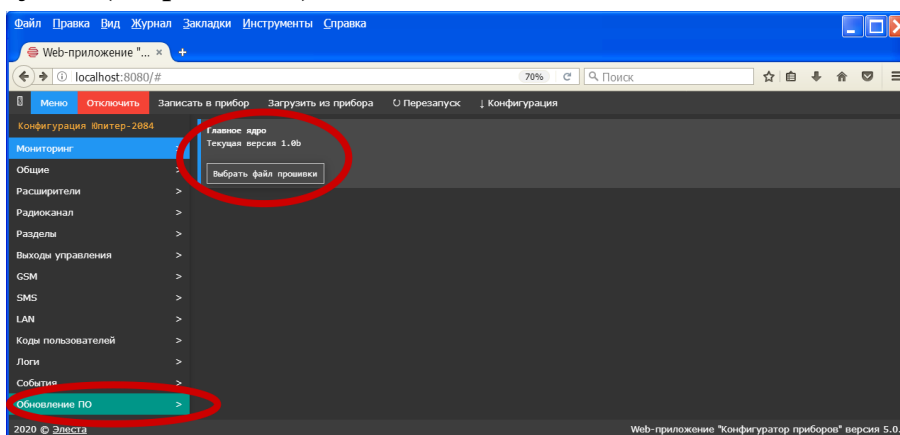 Файл Правка Вид Журнал Закладки Инструменты Справка
Web-приложение "... × +
localhost:8080/# 70% Поиск
Меню Отключить Записать в прибор Загрузить из прибора Перезапуск ↓ Конфигурация
Конфигурация Юпитер-2084
Главное ядро
Текущая версия 1.0b
Выбрать файл прошивки
Мониторинг >
Общие >
Расширители >
Радиоканал >
Разделы >
Выходы управления >
GSM >
SMS >
LAN >
Коды пользователей >
Логи >
События >
Обновление ПО >
2020 © Элеста Web-приложение "Конфигуратор приборов" версия 5.0.